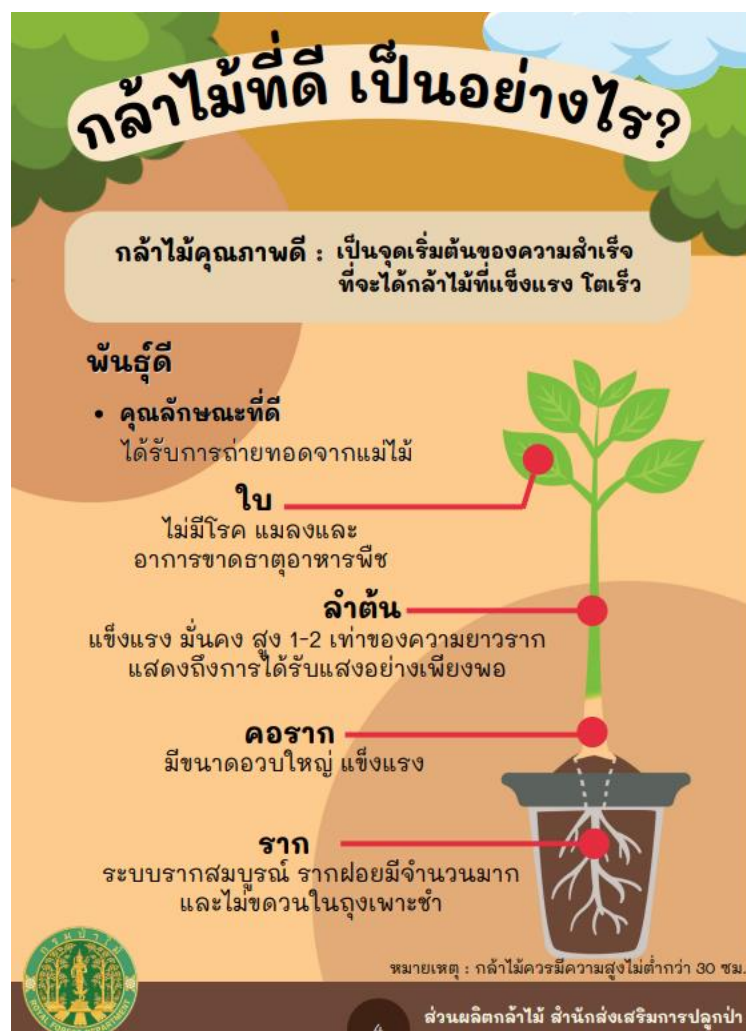 กล้าไม้ที่ดี เป็นอย่างไร?
กล้าไม้คุณภาพดี : เป็นจุดเริ่มต้นของความสำเร็จ
ที่จะได้กล้าไม้ที่แข็งแรง โตเร็ว
พันธุ์ดี
• คุณลักษณะที่ดี
ได้รับการถ่ายทอดจากแม่ไม้
ใบ
ไม่มีโรค แมลงและ
อาการขาดธาตุอาหารพืช
ลำต้น
แข็งแรง มั่นคง สูง 1-2 เท่าของความยาวราก
แสดงถึงการได้รับแสงอย่างเพียงพอ
คอราก
มีขนาดอวบใหญ่ แข็งแรง
ราก
ระบบรากสมบูรณ์ รากฝอยมีจำนวนมาก
และไม่ขดวนในถุงเพาะชำ
หมายเหตุ : กล้าไม้ควรมีความสูงไม่ต่ำกว่า 30 ซม.
กรมป่าไม้
ROYAL FOREST DEPARTMENT
ส่วนผลิตกล้าไม้ สำนักส่งเสริมการปลูกป่า